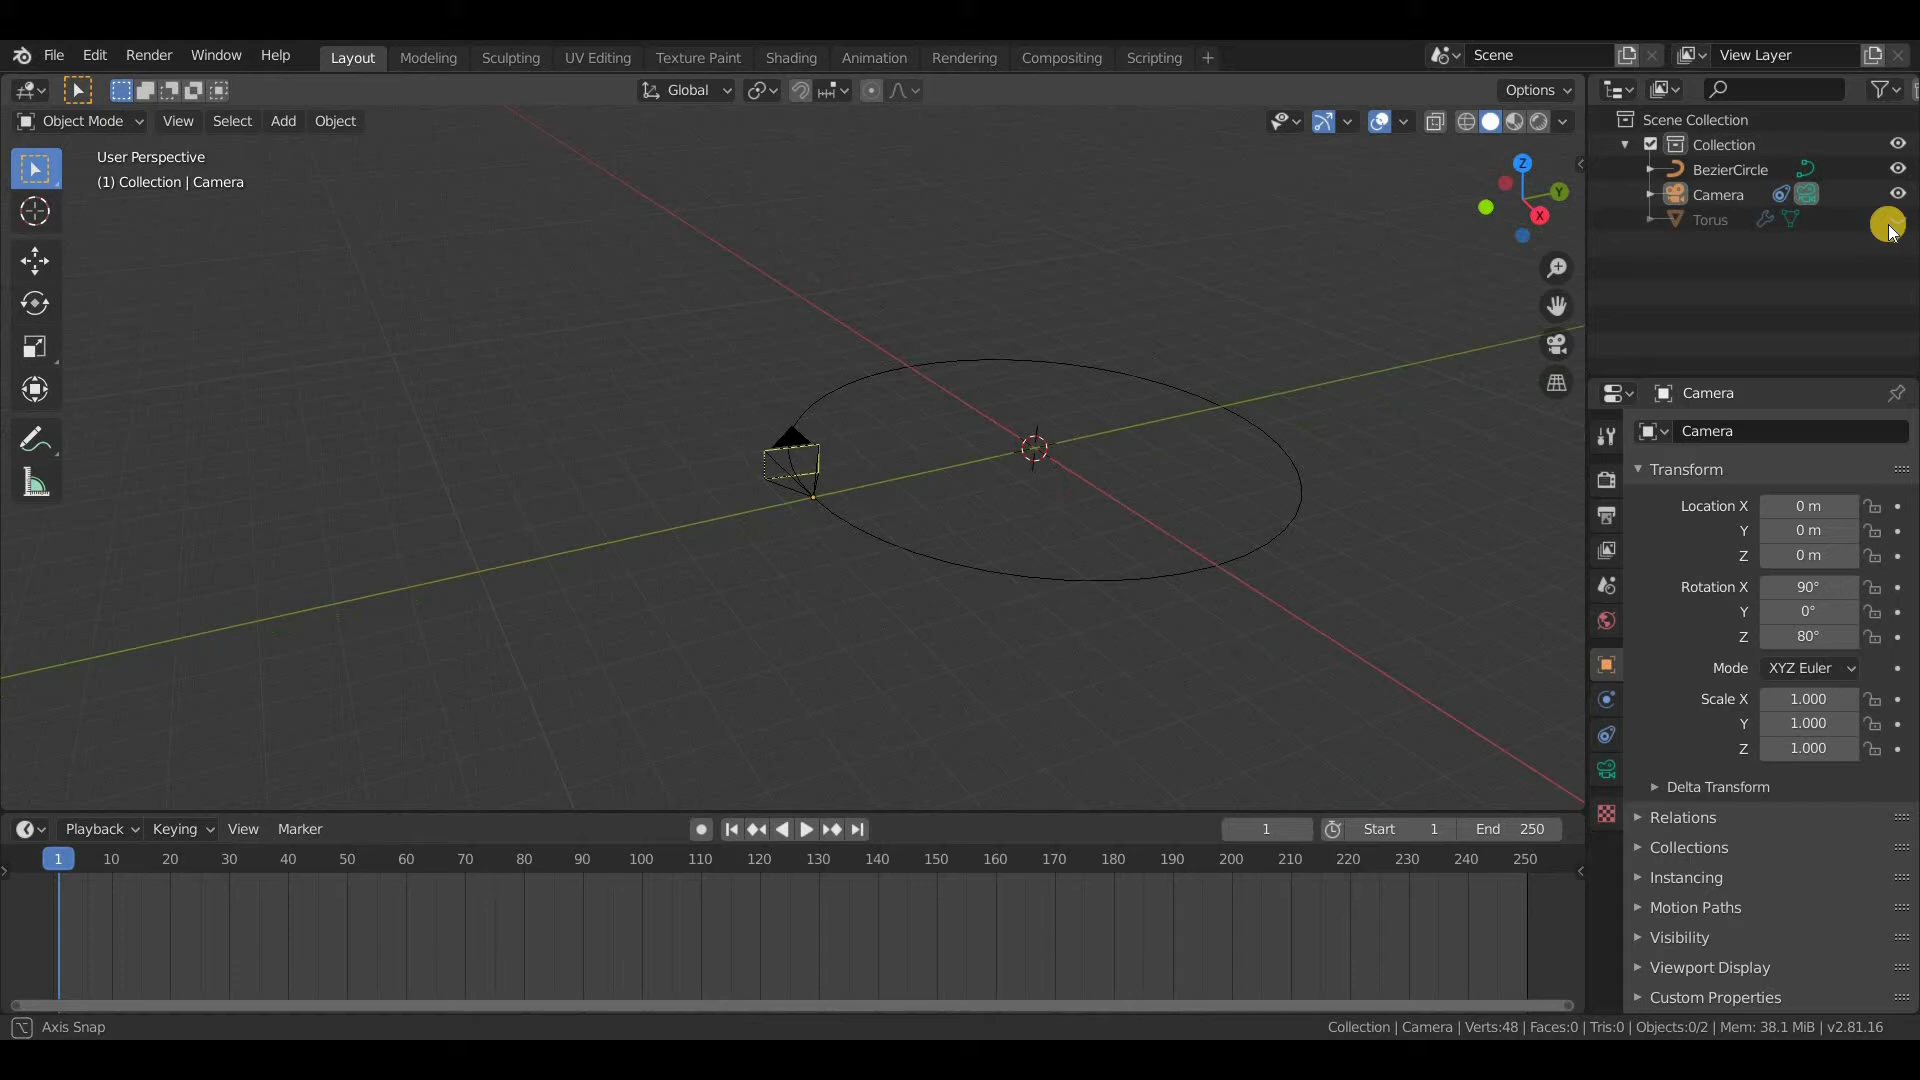 File Edit Render Window Help Layout Modeling Sculpting UV Editing Texture Paint Shading Animation Rendering Compositing Scripting + Scene View Layer
Global Options
Object Mode View Select Add Object
User Perspective
(1) Collection | Camera
Z
Y
X
Scene Collection
Collection
BezierCircle
Camera
Torus
Camera
Camera
Transform
Location X 0 m
Y 0 m
Z 0 m
Rotation X 90°
Y 0°
Z 80°
Mode XYZ Euler
Scale X 1.000
Y 1.000
Z 1.000
Delta Transform
Relations
Collections
Instancing
Motion Paths
Visibility
Viewport Display
Custom Properties
Playback Keying View Marker 1 Start 1 End 250
1 10 20 30 40 50 60 70 80 90 100 110 120 130 140 150 160 170 180 190 200 210 220 230 240 250
Axis Snap Collection | Camera | Verts:48 | Faces:0 | Tris:0 | Objects:0/2 | Mem: 38.1 MiB | v2.81.16